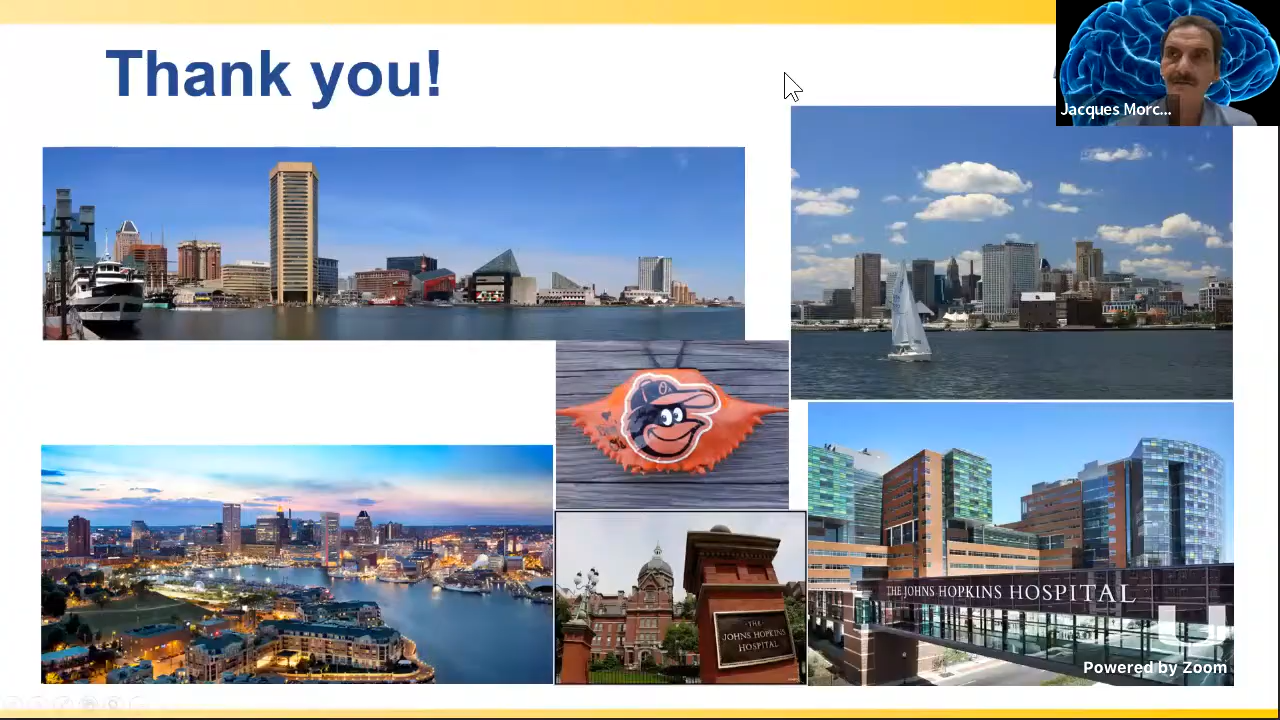 Thank you!
Jacques Morc...
THE
JOHNS HOPKINS
HOSPITAL
THE JOHNS HOPKINS HOSPITAL
Powered by Zoom